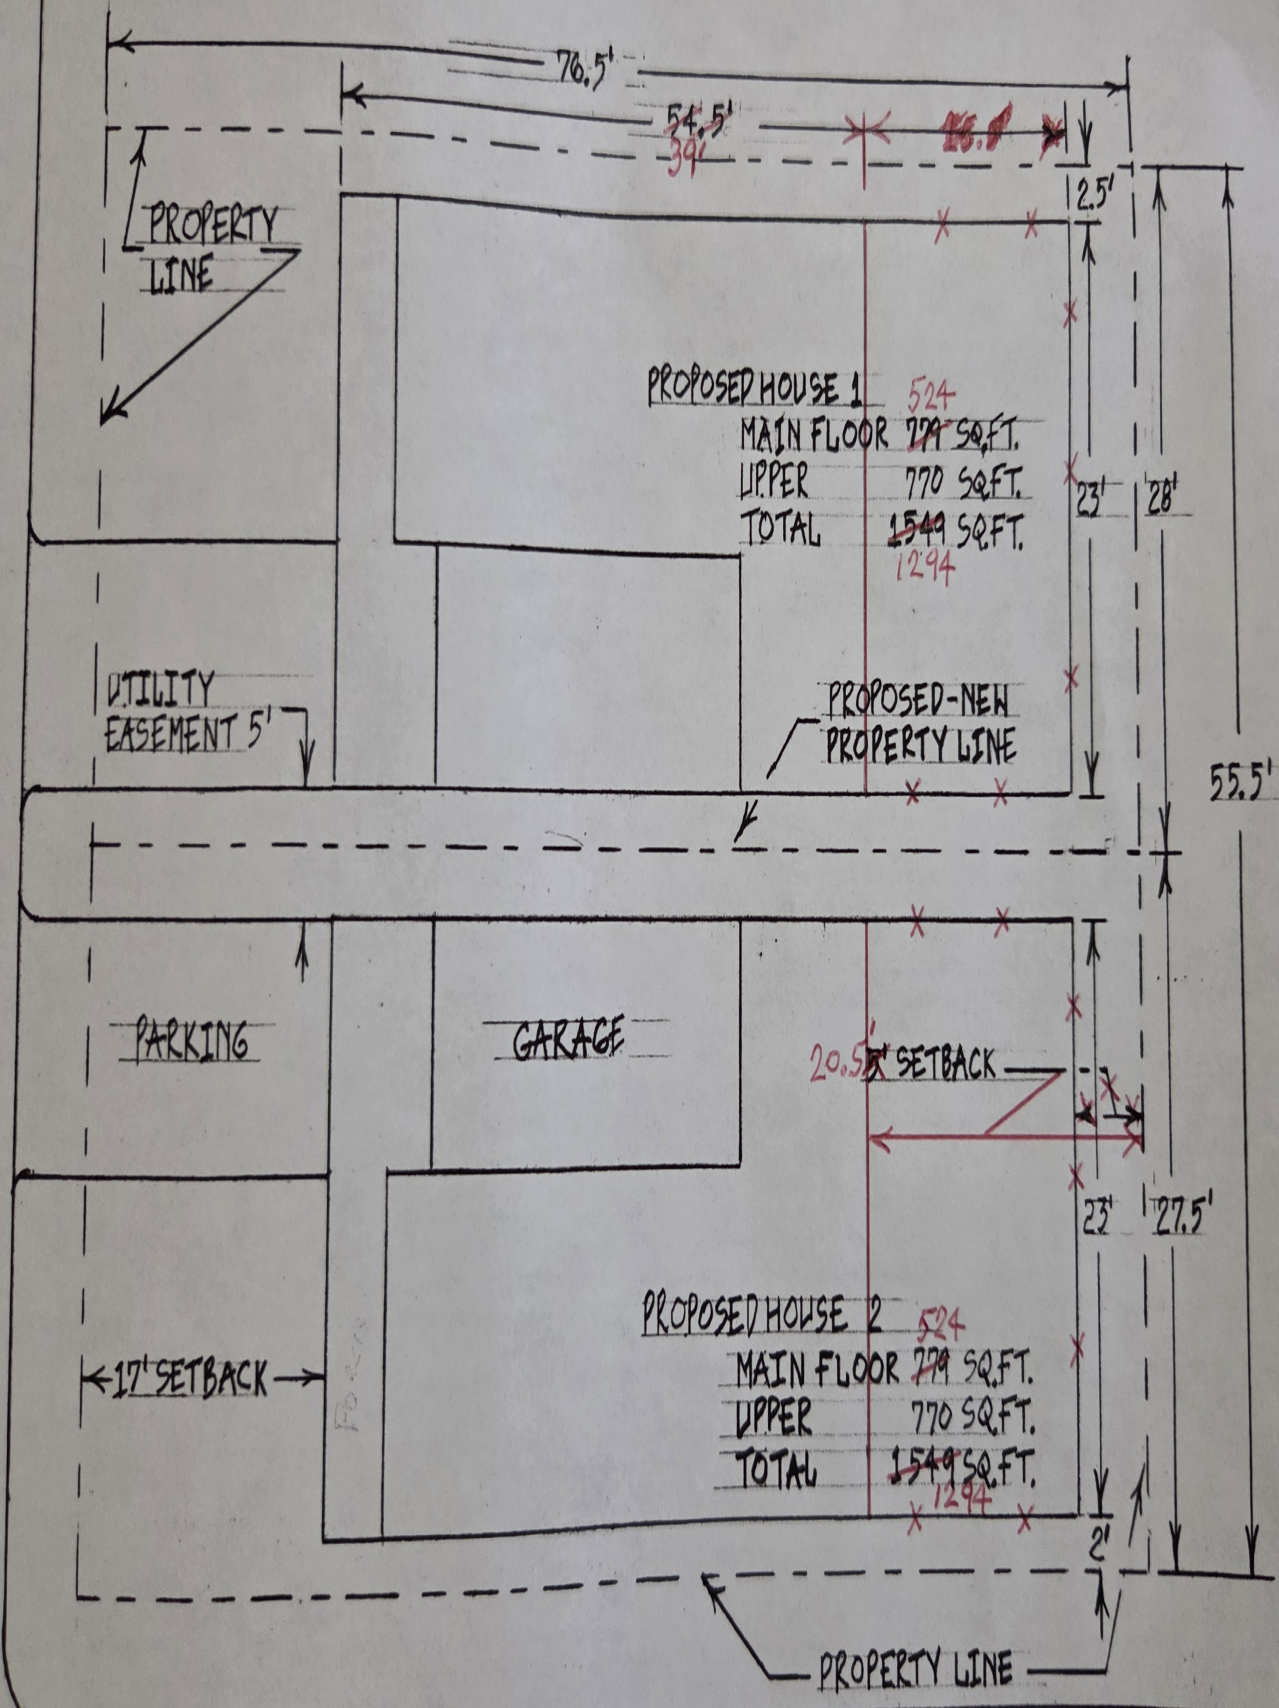 76.5'
54.5'
39'
2.5'
PROPERTY
LINE
PROPOSED HOUSE 1
524
MAIN FLOOR 779 SQ.FT.
UPPER 770 SQ.FT.
TOTAL 1549 SQ.FT.
1294
23'
28'
UTILITY
EASEMENT 5'
PROPOSED-NEW
PROPERTY LINE
55.5'
PARKING
GARAGE
20.5' 5' SETBACK
23'
27.5'
PROPOSED HOUSE 2
524
MAIN FLOOR 779 SQ.FT.
UPPER 770 SQ.FT.
TOTAL 1549 SQ.FT.
1294
17' SETBACK
Porch
2'
PROPERTY LINE